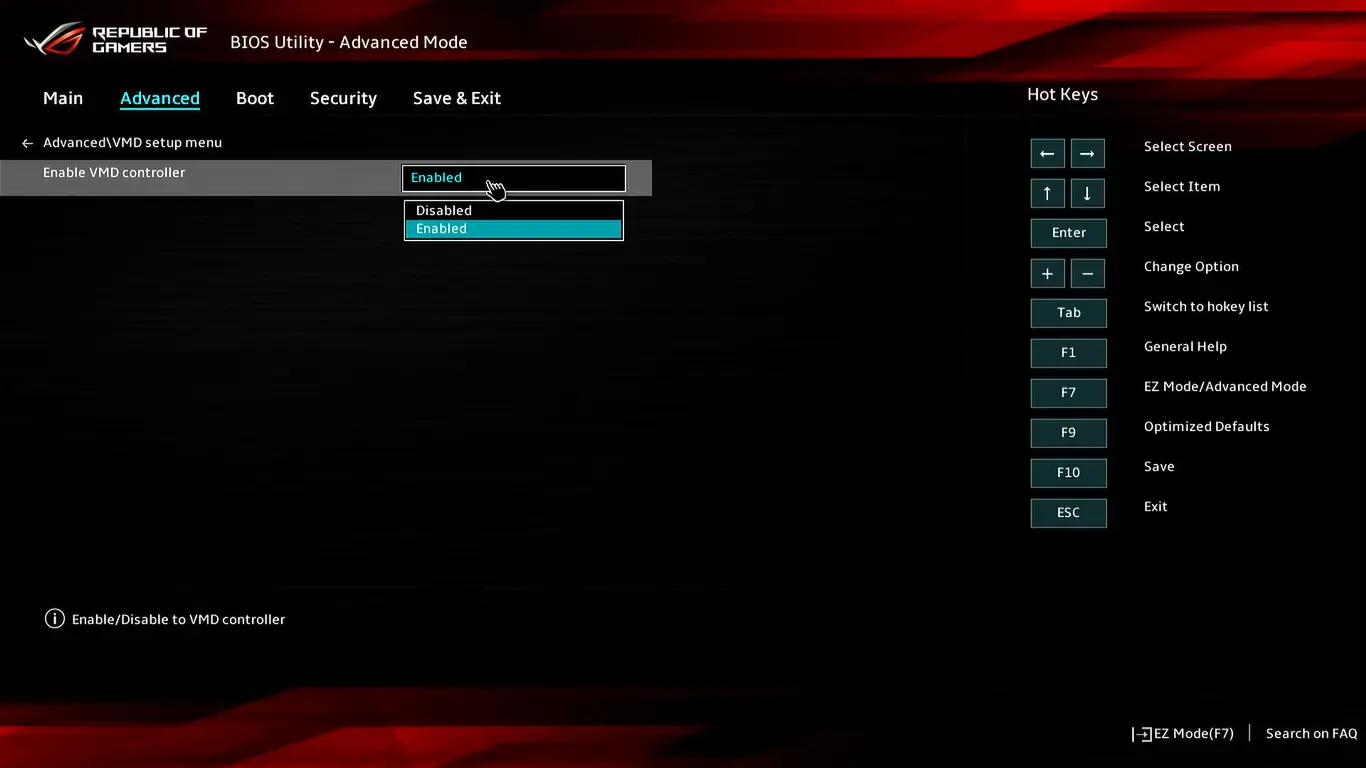 REPUBLIC OF
GAMERS
BIOS Utility - Advanced Mode
Main Advanced Boot Security Save & Exit
← Advanced\VMD setup menu
Enable VMD controller Enabled
Disabled
Enabled
Hot Keys
← → Select Screen
↑ ↓ Select Item
Enter Select
+ − Change Option
Tab Switch to hokey list
F1 General Help
F7 EZ Mode/Advanced Mode
F9 Optimized Defaults
F10 Save
ESC Exit
i Enable/Disable to VMD controller
EZ Mode(F7) | Search on FAQ